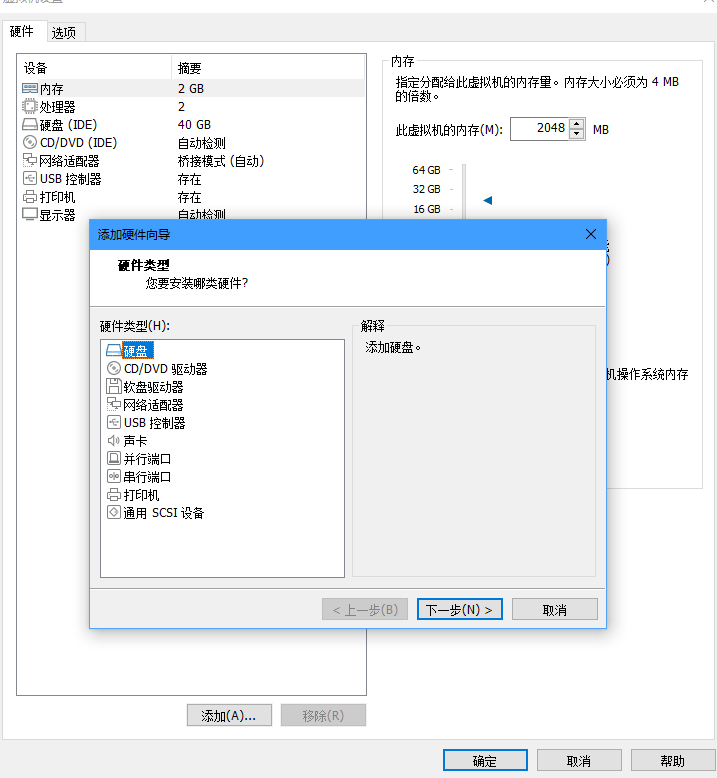 虚拟机设置
硬件 选项
设备 摘要
内存 2 GB
处理器 2
硬盘 (IDE) 40 GB
CD/DVD (IDE) 自动检测
网络适配器 桥接模式 (自动)
USB 控制器 存在
打印机 存在
显示器 自动检测
内存
指定分配给此虚拟机的内存量。内存大小必须为 4 MB
的倍数。
此虚拟机的内存(M): 2048 MB
64 GB
32 GB
16 GB
机操作系统内存
添加硬件向导
硬件类型
您要安装哪类硬件?
硬件类型(H):
硬盘
CD/DVD 驱动器
软盘驱动器
网络适配器
USB 控制器
声卡
并行端口
串行端口
打印机
通用 SCSI 设备
解释
添加硬盘。
< 上一步(B) 下一步(N) > 取消
添加(A)... 移除(R)
确定 取消 帮助